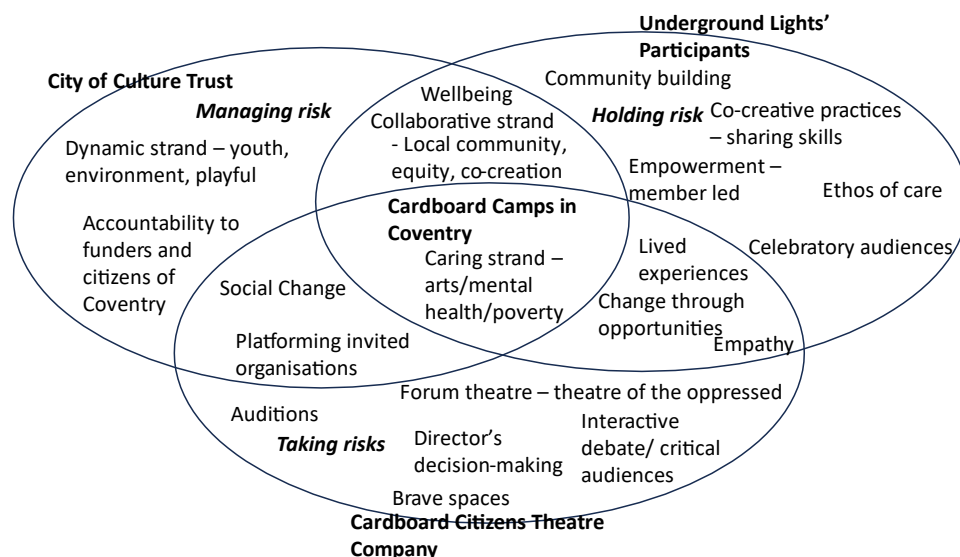 Underground Lights’
Participants
City of Culture Trust
Managing risk
Dynamic strand – youth,
environment, playful
Accountability to
funders and
citizens of
Coventry
Wellbeing
Collaborative strand
- Local community,
equity, co-creation
Community building
Holding risk
Co-creative practices
– sharing skills
Empowerment –
member led
Ethos of care
Celebratory audiences
Cardboard Camps in
Coventry
Caring strand –
arts/mental
health/poverty
Social Change
Platforming invited
organisations
Lived
experiences
Change through
opportunities
Empathy
Forum theatre – theatre of the oppressed
Auditions
Taking risks
Director’s
decision-making
Interactive
debate/ critical
audiences
Brave spaces
Cardboard Citizens Theatre
Company